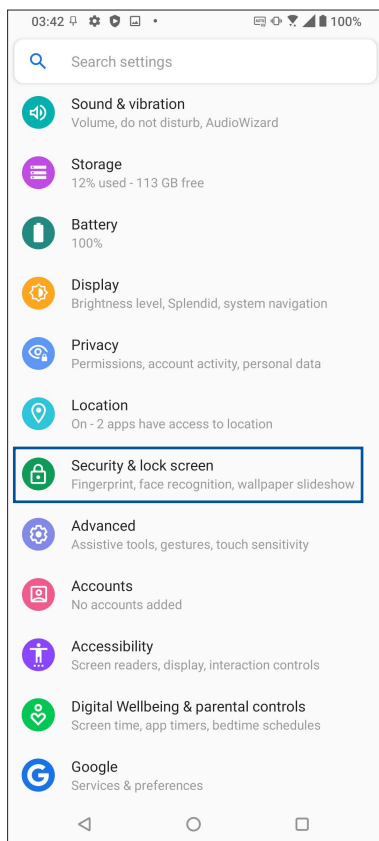 03:42 100%
Search settings
Sound & vibration
Volume, do not disturb, AudioWizard
Storage
12% used - 113 GB free
Battery
100%
Display
Brightness level, Splendid, system navigation
Privacy
Permissions, account activity, personal data
Location
On - 2 apps have access to location
Security & lock screen
Fingerprint, face recognition, wallpaper slideshow
Advanced
Assistive tools, gestures, touch sensitivity
Accounts
No accounts added
Accessibility
Screen readers, display, interaction controls
Digital Wellbeing & parental controls
Screen time, app timers, bedtime schedules
G Google
Services & preferences